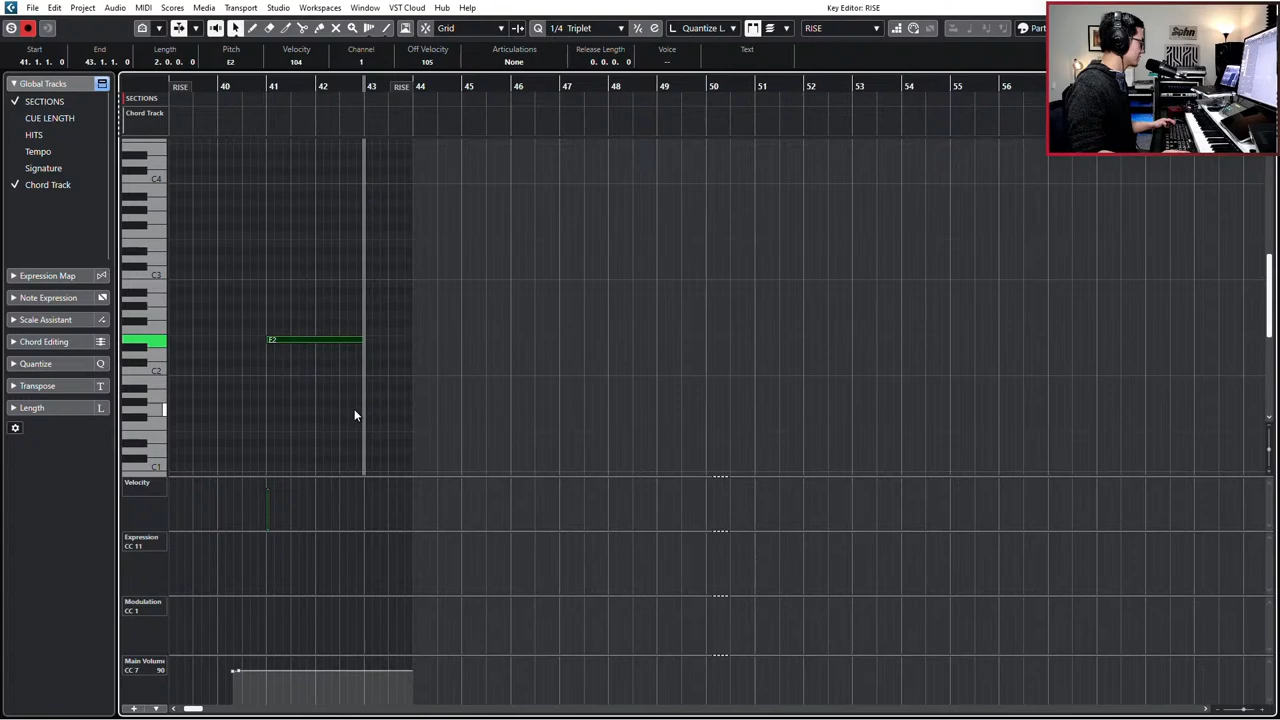 File Edit Project Audio MIDI Scores Media Transport Studio Workspaces Window VST Cloud Hub Help
Key Editor: RISE
Grid 1/4 Triplet Quantize L. RISE Part
Start End Length Pitch Velocity Channel Off Velocity Articulations Release Length Voice Text
41. 1. 1. 0 43. 1. 1. 0 2. 0. 0. 0 E2 104 1 105 None 0. 0. 0. 0 --
Global Tracks
SECTIONS
CUE LENGTH
HITS
Tempo
Signature
Chord Track
Expression Map
Note Expression
Scale Assistant
Chord Editing
Quantize Q
Transpose T
Length L
RISE 40 41 42 43 RISE 44 45 46 47 48 49 50 51 52 53 54 55 56
SECTIONS
Chord Track
C4
C3
E2
C2
C1
Velocity
Expression
CC 11
Modulation
CC 1
Main Volume
CC 7 90